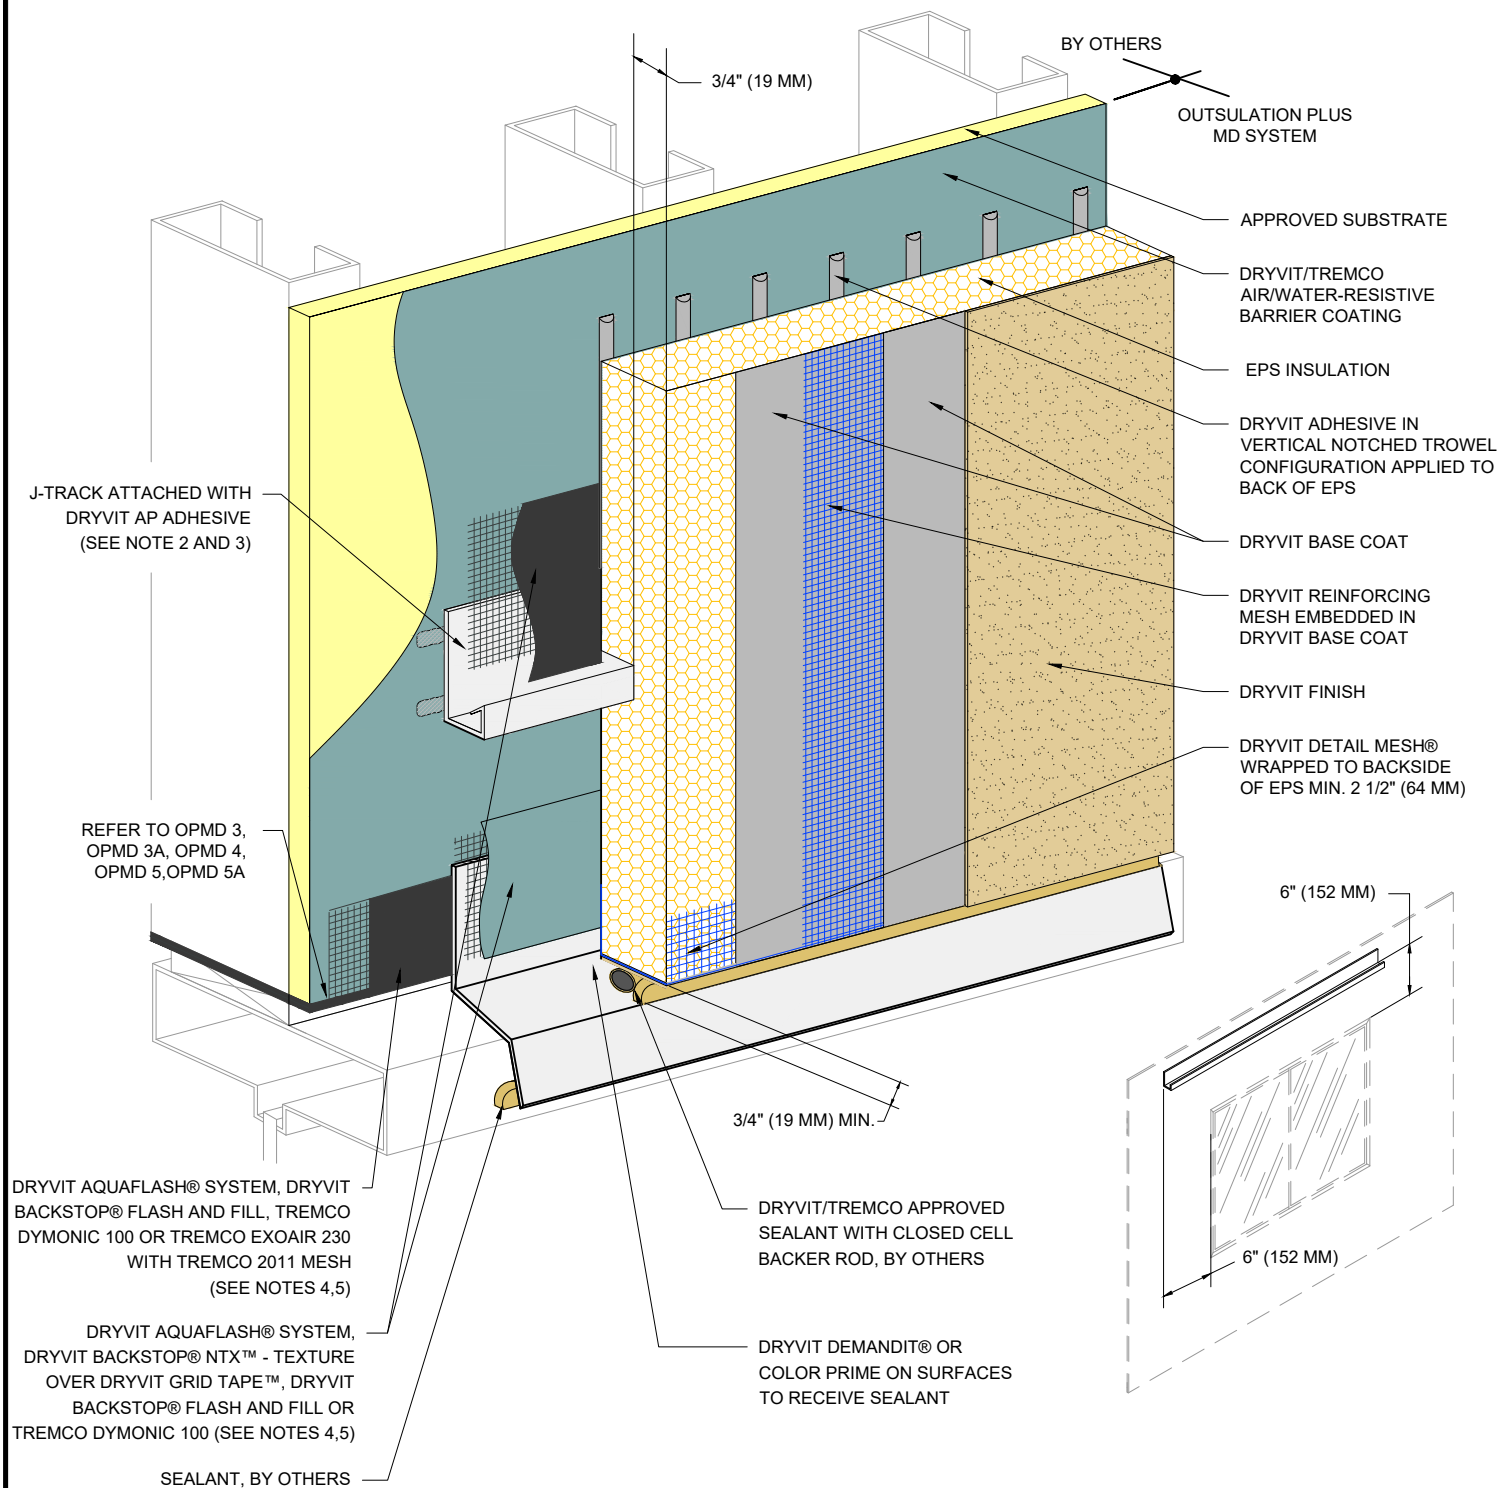 BY OTHERS
3/4" (19 MM)
OUTSULATION PLUS
MD SYSTEM
APPROVED SUBSTRATE
DRYVIT/TREMCO
AIR/WATER-RESISTIVE
BARRIER COATING
EPS INSULATION
DRYVIT ADHESIVE IN
VERTICAL NOTCHED TROWEL
CONFIGURATION APPLIED TO
BACK OF EPS
J-TRACK ATTACHED WITH
DRYVIT AP ADHESIVE
(SEE NOTE 2 AND 3)
DRYVIT BASE COAT
DRYVIT REINFORCING
MESH EMBEDDED IN
DRYVIT BASE COAT
DRYVIT FINISH
DRYVIT DETAIL MESH®
WRAPPED TO BACKSIDE
OF EPS MIN. 2 1/2" (64 MM)
REFER TO OPMD 3,
OPMD 3A, OPMD 4,
OPMD 5,OPMD 5A
6" (152 MM)
3/4" (19 MM) MIN.
6" (152 MM)
DRYVIT AQUAFLASH® SYSTEM, DRYVIT
BACKSTOP® FLASH AND FILL, TREMCO
DYMONIC 100 OR TREMCO EXOAIR 230
WITH TREMCO 2011 MESH
(SEE NOTES 4,5)
DRYVIT/TREMCO APPROVED
SEALANT WITH CLOSED CELL
BACKER ROD, BY OTHERS
DRYVIT AQUAFLASH® SYSTEM,
DRYVIT BACKSTOP® NTX™ - TEXTURE
OVER DRYVIT GRID TAPE™, DRYVIT
BACKSTOP® FLASH AND FILL OR
TREMCO DYMONIC 100 (SEE NOTES 4,5)
DRYVIT DEMANDIT® OR
COLOR PRIME ON SURFACES
TO RECEIVE SEALANT
SEALANT, BY OTHERS